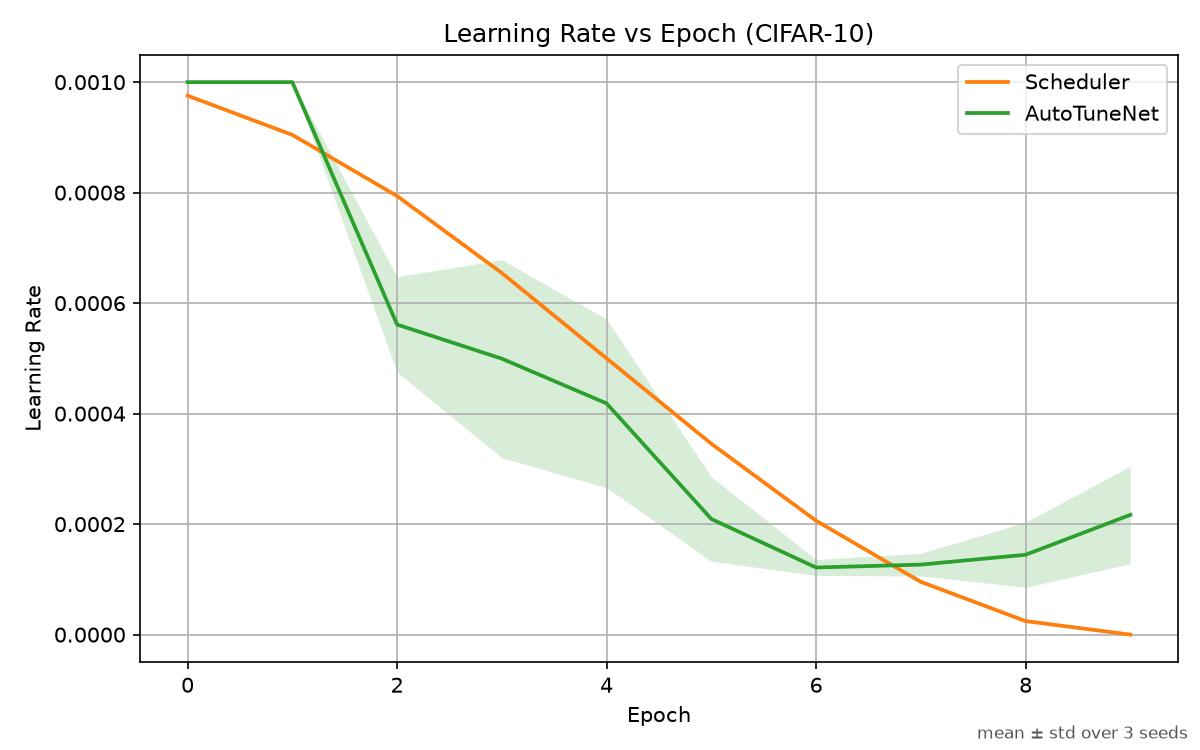 Learning Rate vs Epoch (CIFAR-10)
Scheduler
AutoTuneNet
Learning Rate
0.0010
0.0008
0.0006
0.0004
0.0002
0.0000
0 2 4 6 8
Epoch
mean ± std over 3 seeds